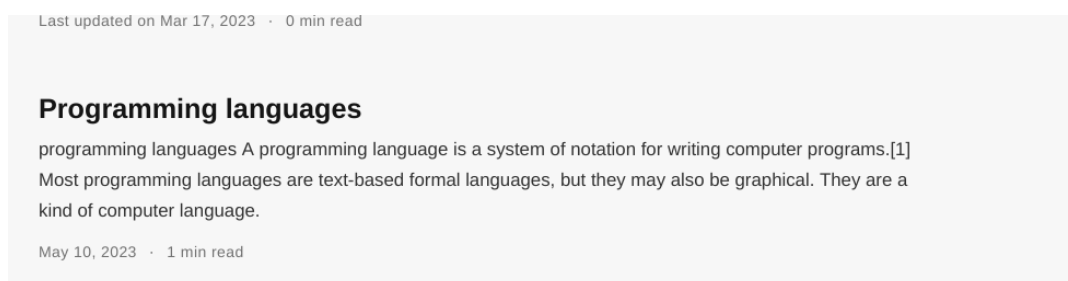 Last updated on Mar 17, 2023 · 0 min read
Programming languages
programming languages A programming language is a system of notation for writing computer programs.[1]
Most programming languages are text-based formal languages, but they may also be graphical. They are a
kind of computer language.
May 10, 2023 · 1 min read